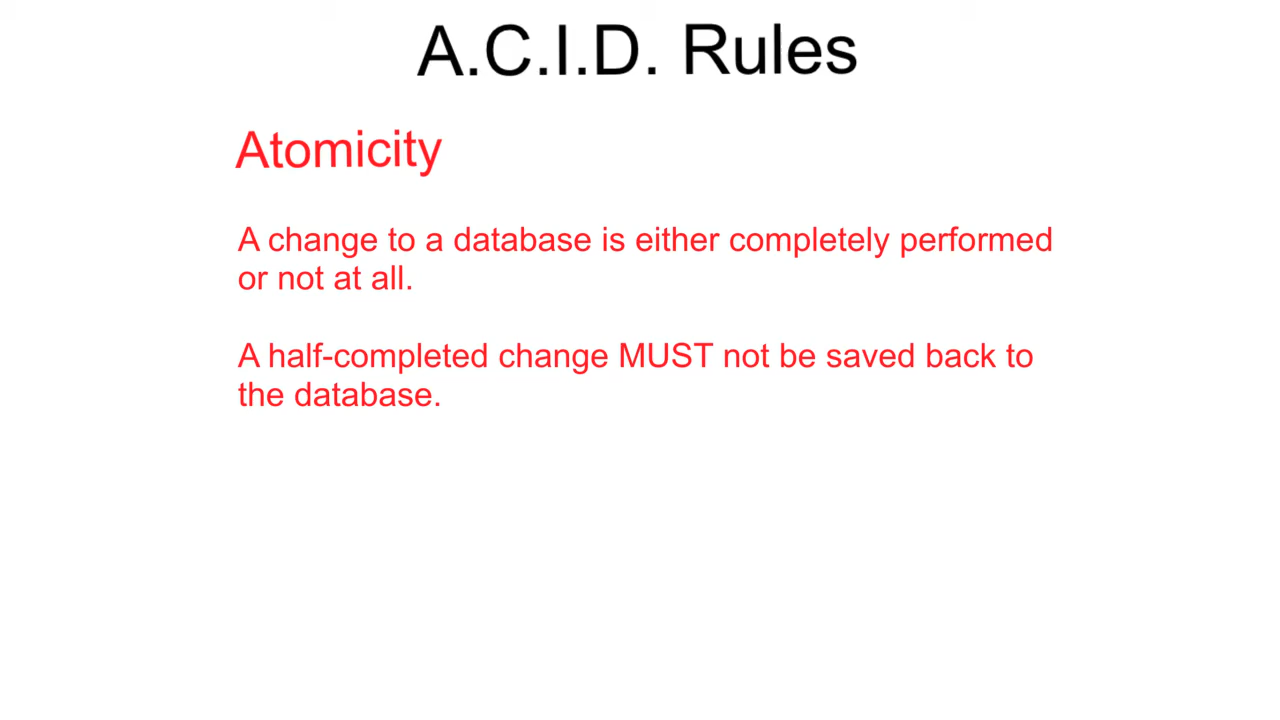 A.C.I.D. Rules
Atomicity
A change to a database is either completely performed
or not at all.
A half-completed change MUST not be saved back to
the database.